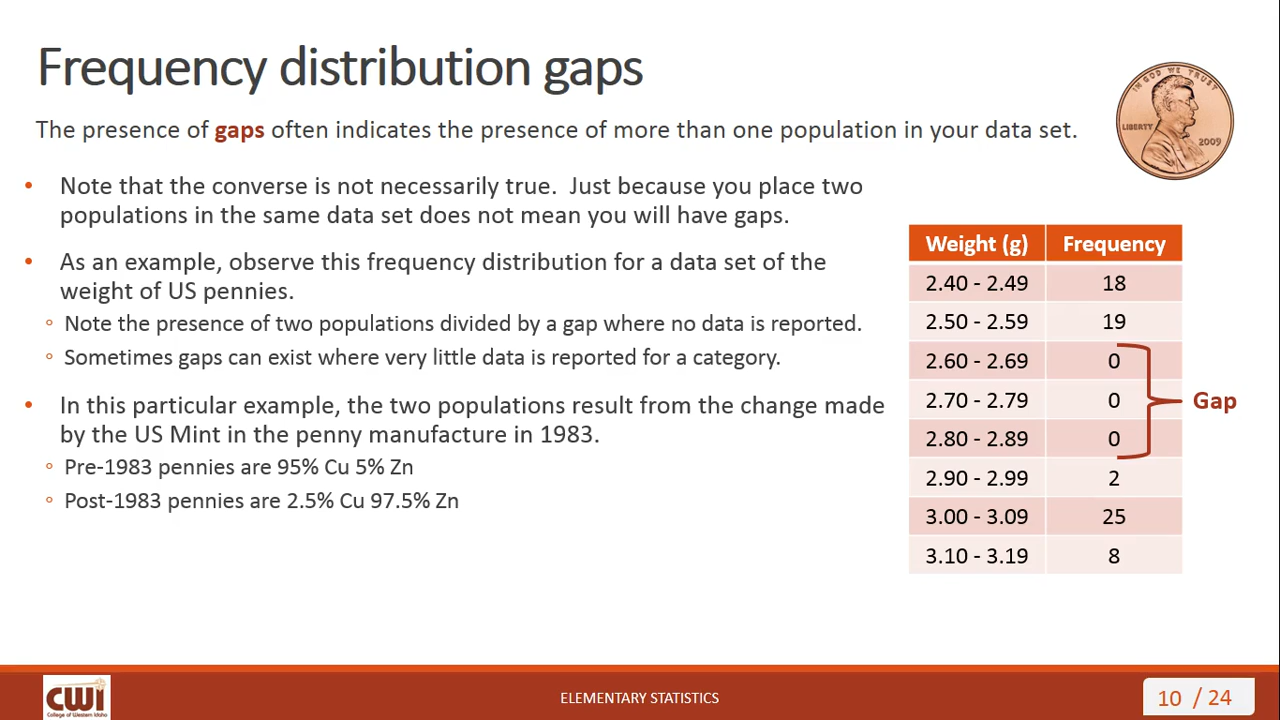 Frequency distribution gaps
The presence of gaps often indicates the presence of more than one population in your data set.
IN GOD WE TRUST
LIBERTY
2009
• Note that the converse is not necessarily true. Just because you place two
populations in the same data set does not mean you will have gaps.
• As an example, observe this frequency distribution for a data set of the
weight of US pennies.
◦ Note the presence of two populations divided by a gap where no data is reported.
◦ Sometimes gaps can exist where very little data is reported for a category.
• In this particular example, the two populations result from the change made
by the US Mint in the penny manufacture in 1983.
◦ Pre-1983 pennies are 95% Cu 5% Zn
◦ Post-1983 pennies are 2.5% Cu 97.5% Zn
Weight (g) Frequency
2.40 - 2.49 18
2.50 - 2.59 19
2.60 - 2.69 0
2.70 - 2.79 0
2.80 - 2.89 0
2.90 - 2.99 2
3.00 - 3.09 25
3.10 - 3.19 8
Gap
CWI
College of Western Idaho
ELEMENTARY STATISTICS
10 / 24